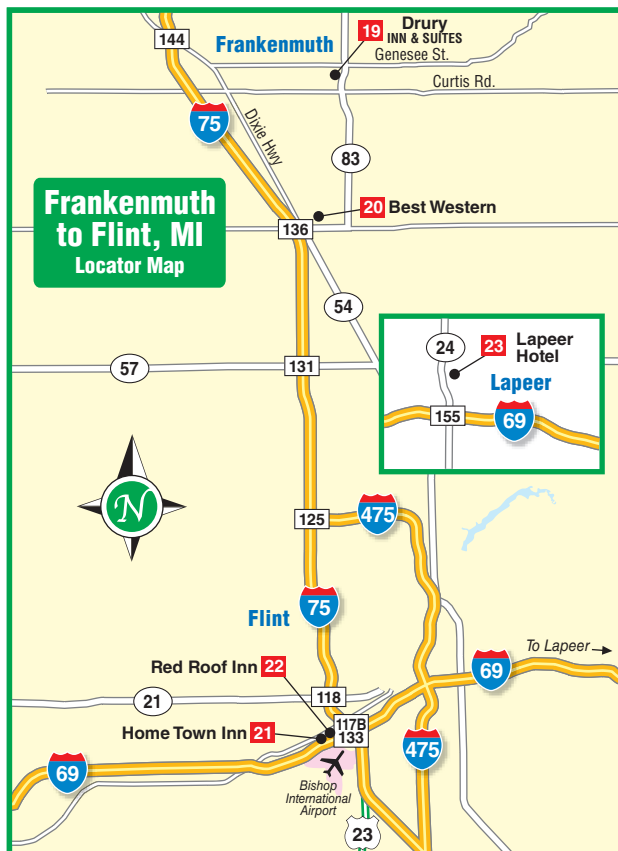 144
Frankenmuth
19
Drury
INN & SUITES
Genesee St.
Curtis Rd.
75
Dixie Hwy
83
Frankenmuth
to Flint, MI
Locator Map
20 Best Western
136
54
57
131
24
23
Lapeer
Hotel
Lapeer
155
69
N
125
475
75
Flint
To Lapeer
69
Red Roof Inn 22
118
21
117B
133
Home Town Inn 21
475
69
Bishop
International
Airport
23